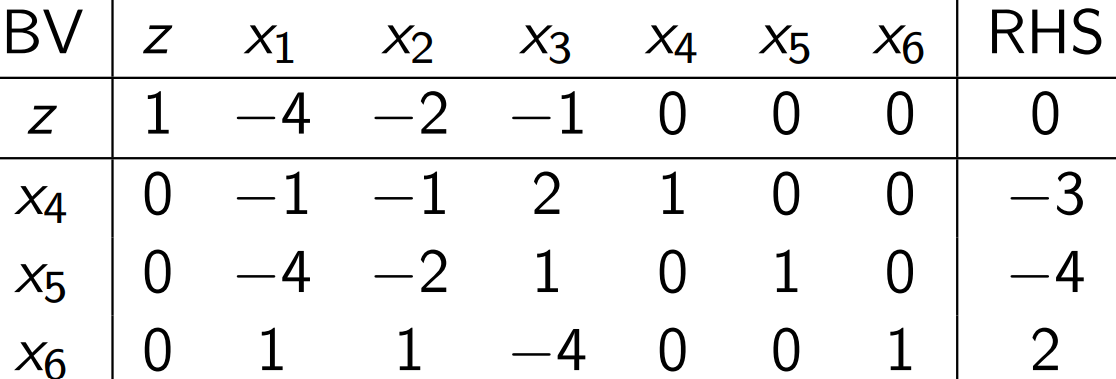 BV z x₁ x₂ x₃ x₄ x₅ x₆ RHS
z 1 −4 −2 −1 0 0 0 0
x₄ 0 −1 −1 2 1 0 0 −3
x₅ 0 −4 −2 1 0 1 0 −4
x₆ 0 1 1 −4 0 0 1 2